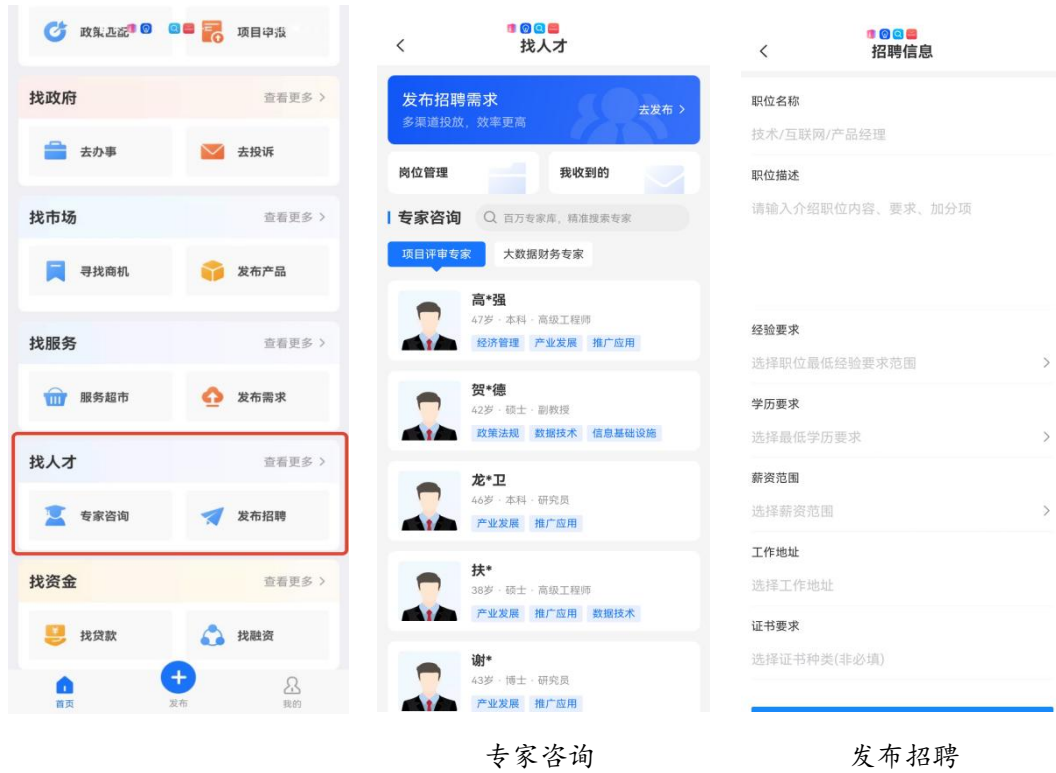 政策匹配
项目申报
找政府
查看更多 >
去办事
去投诉
找市场
查看更多 >
寻找商机
发布产品
找服务
查看更多 >
服务超市
发布需求
找人才
查看更多 >
专家咨询
发布招聘
找资金
查看更多 >
找贷款
找融资
首页
发布
我的
找人才
发布招聘需求
多渠道投放，效率更高
去发布 >
岗位管理
我收到的
专家咨询
百万专家库，精准搜索专家
项目评审专家
大数据财务专家
高*强
47岁 · 本科 · 高级工程师
经济管理 产业发展 推广应用
贺*德
42岁 · 硕士 · 副教授
政策法规 数据技术 信息基础设施
龙*卫
46岁 · 本科 · 研究员
产业发展 推广应用
扶*
38岁 · 硕士 · 高级工程师
产业发展 推广应用 数据技术
谢*
43岁 · 博士 · 研究员
产业发展 推广应用
招聘信息
职位名称
技术/互联网/产品经理
职位描述
请输入介绍职位内容、要求、加分项
经验要求
选择职位最低经验要求范围
学历要求
选择最低学历要求
薪资范围
选择薪资范围
工作地址
选择工作地址
证书要求
选择证书种类(非必填)
专家咨询
发布招聘